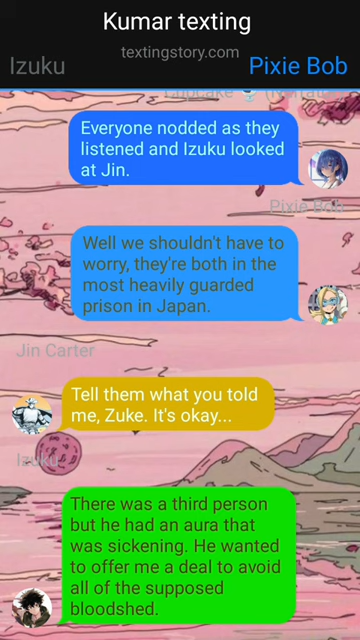 Kumar texting
textingstory.com
Izuku
Pixie Bob
Everyone nodded as they
listened and Izuku looked
at Jin.
Pixie Bob
Well we shouldn't have to
worry, they're both in the
most heavily guarded
prison in Japan.
Jin Carter
Tell them what you told
me, Zuke. It's okay...
Izuku
There was a third person
but he had an aura that
was sickening. He wanted
to offer me a deal to avoid
all of the supposed
bloodshed.